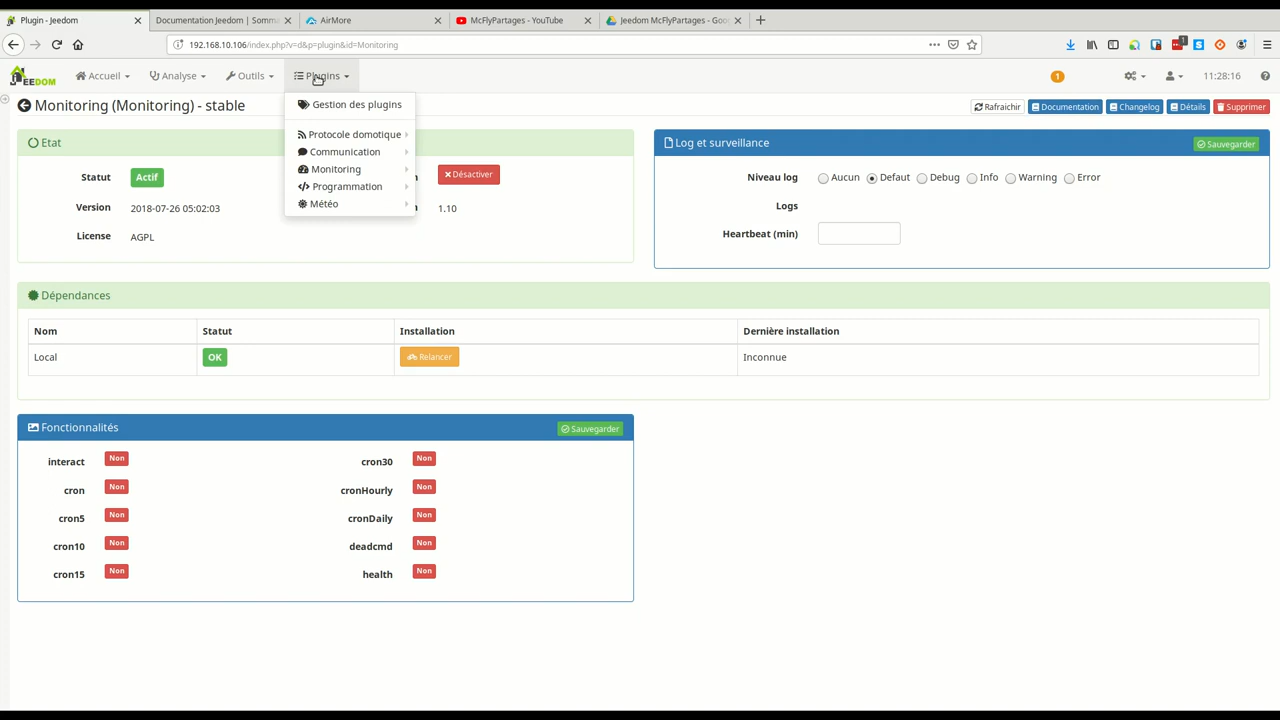 Plugin - Jeedom
Documentation Jeedom | Somma
AirMore
McFlyPartages - YouTube
Jeedom McFlyPartages - Goo
192.168.10.106/index.php?v=d&p=plugin&id=Monitoring
1
JEEDOM
Accueil
Analyse
Outils
Plugins
1
11:28:16
Monitoring (Monitoring) - stable
Rafraichir
Documentation
Changelog
Détails
Supprimer
Gestion des plugins
Protocole domotique
Communication
Monitoring
Programmation
Météo
Etat
Statut
Actif
Désactiver
Version
2018-07-26 05:02:03
1.10
License
AGPL
Log et surveillance
Sauvegarder
Niveau log
Aucun
Defaut
Debug
Info
Warning
Error
Logs
Heartbeat (min)
Dépendances
Nom
Statut
Installation
Dernière installation
Local
OK
Relancer
Inconnue
Fonctionnalités
Sauvegarder
interact Non
cron30 Non
cron Non
cronHourly Non
cron5 Non
cronDaily Non
cron10 Non
deadcmd Non
cron15 Non
health Non